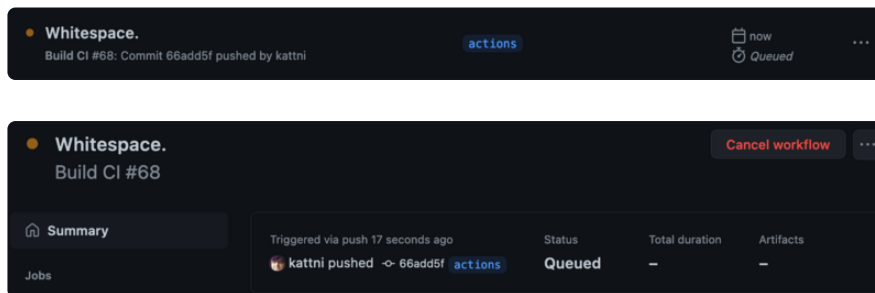 Whitespace.
Build CI #68: Commit 66add5f pushed by kattni
actions
now
Queued
Whitespace.
Build CI #68
Cancel workflow
Summary
Jobs
Triggered via push 17 seconds ago
kattni pushed 66add5f actions
Status
Queued
Total duration
–
Artifacts
–